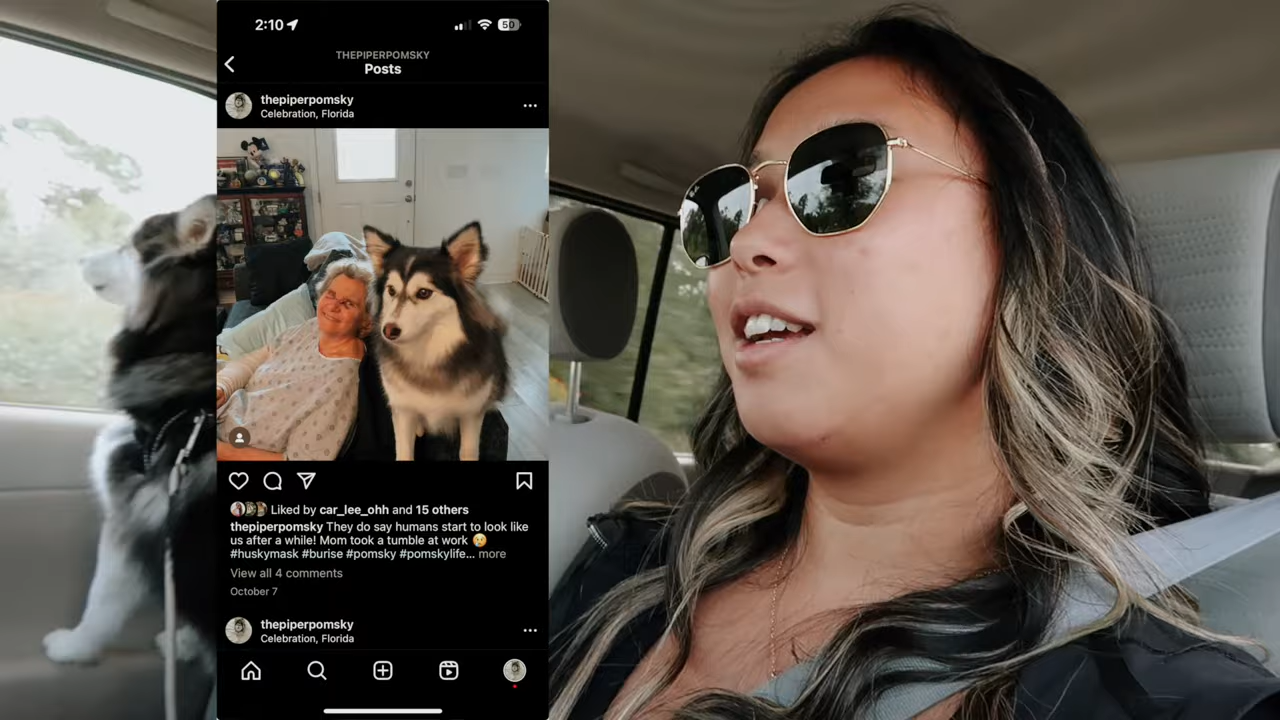 2:10
50
THEPIPERPOMSKY
Posts
thepiperpomsky
Celebration, Florida
Liked by car_lee_ohh and 15 others
thepiperpomsky They do say humans start to look like
us after a while! Mom took a tumble at work 😢
#huskymask #burise #pomsky #pomskylife... more
View all 4 comments
October 7
thepiperpomsky
Celebration, Florida